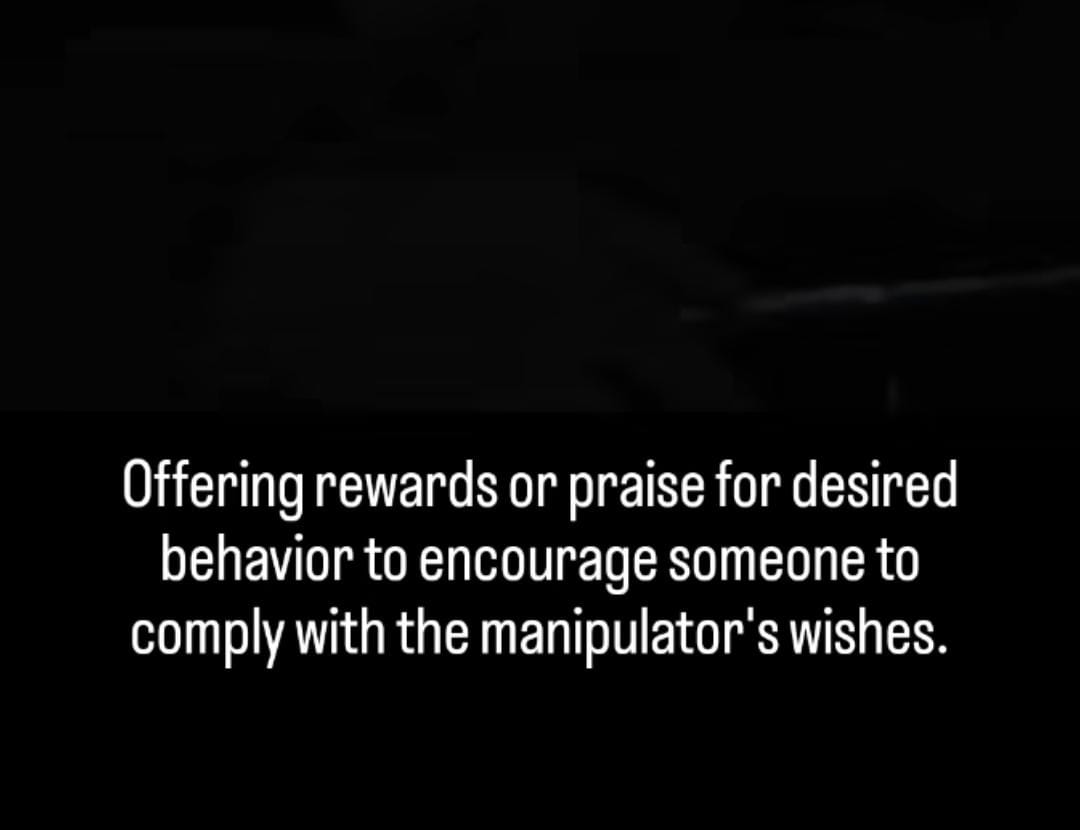 Offering rewards or praise for desired
behavior to encourage someone to
comply with the manipulator's wishes.